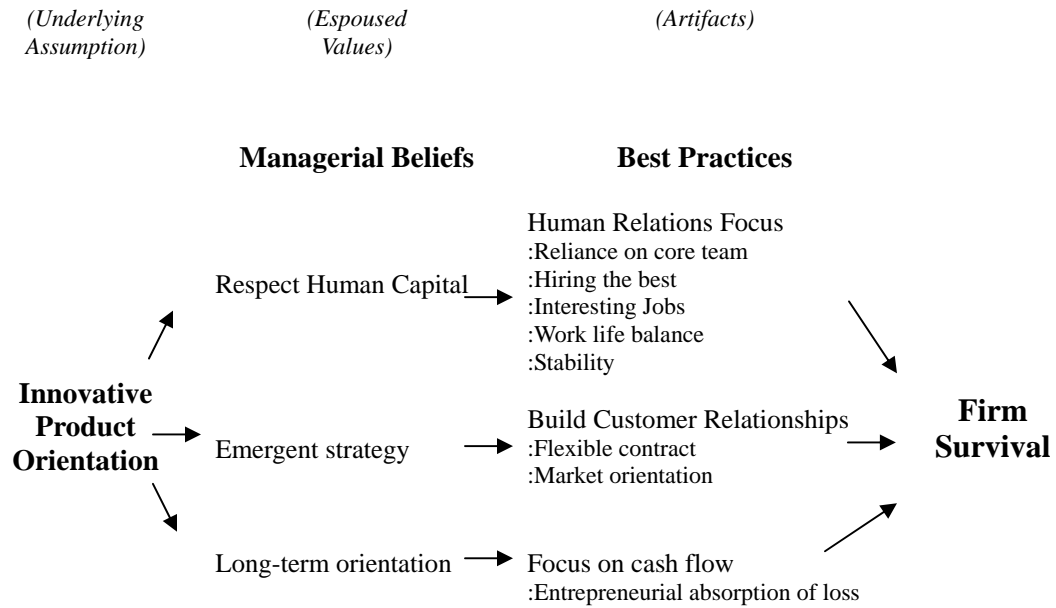 (Underlying
Assumption)
(Espoused
Values)
(Artifacts)
Managerial Beliefs
Best Practices
Human Relations Focus
:Reliance on core team
:Hiring the best
:Interesting Jobs
:Work life balance
:Stability
Respect Human Capital
Innovative
Product
Orientation
Emergent strategy
Build Customer Relationships
:Flexible contract
:Market orientation
Firm
Survival
Long-term orientation
Focus on cash flow
:Entrepreneurial absorption of loss